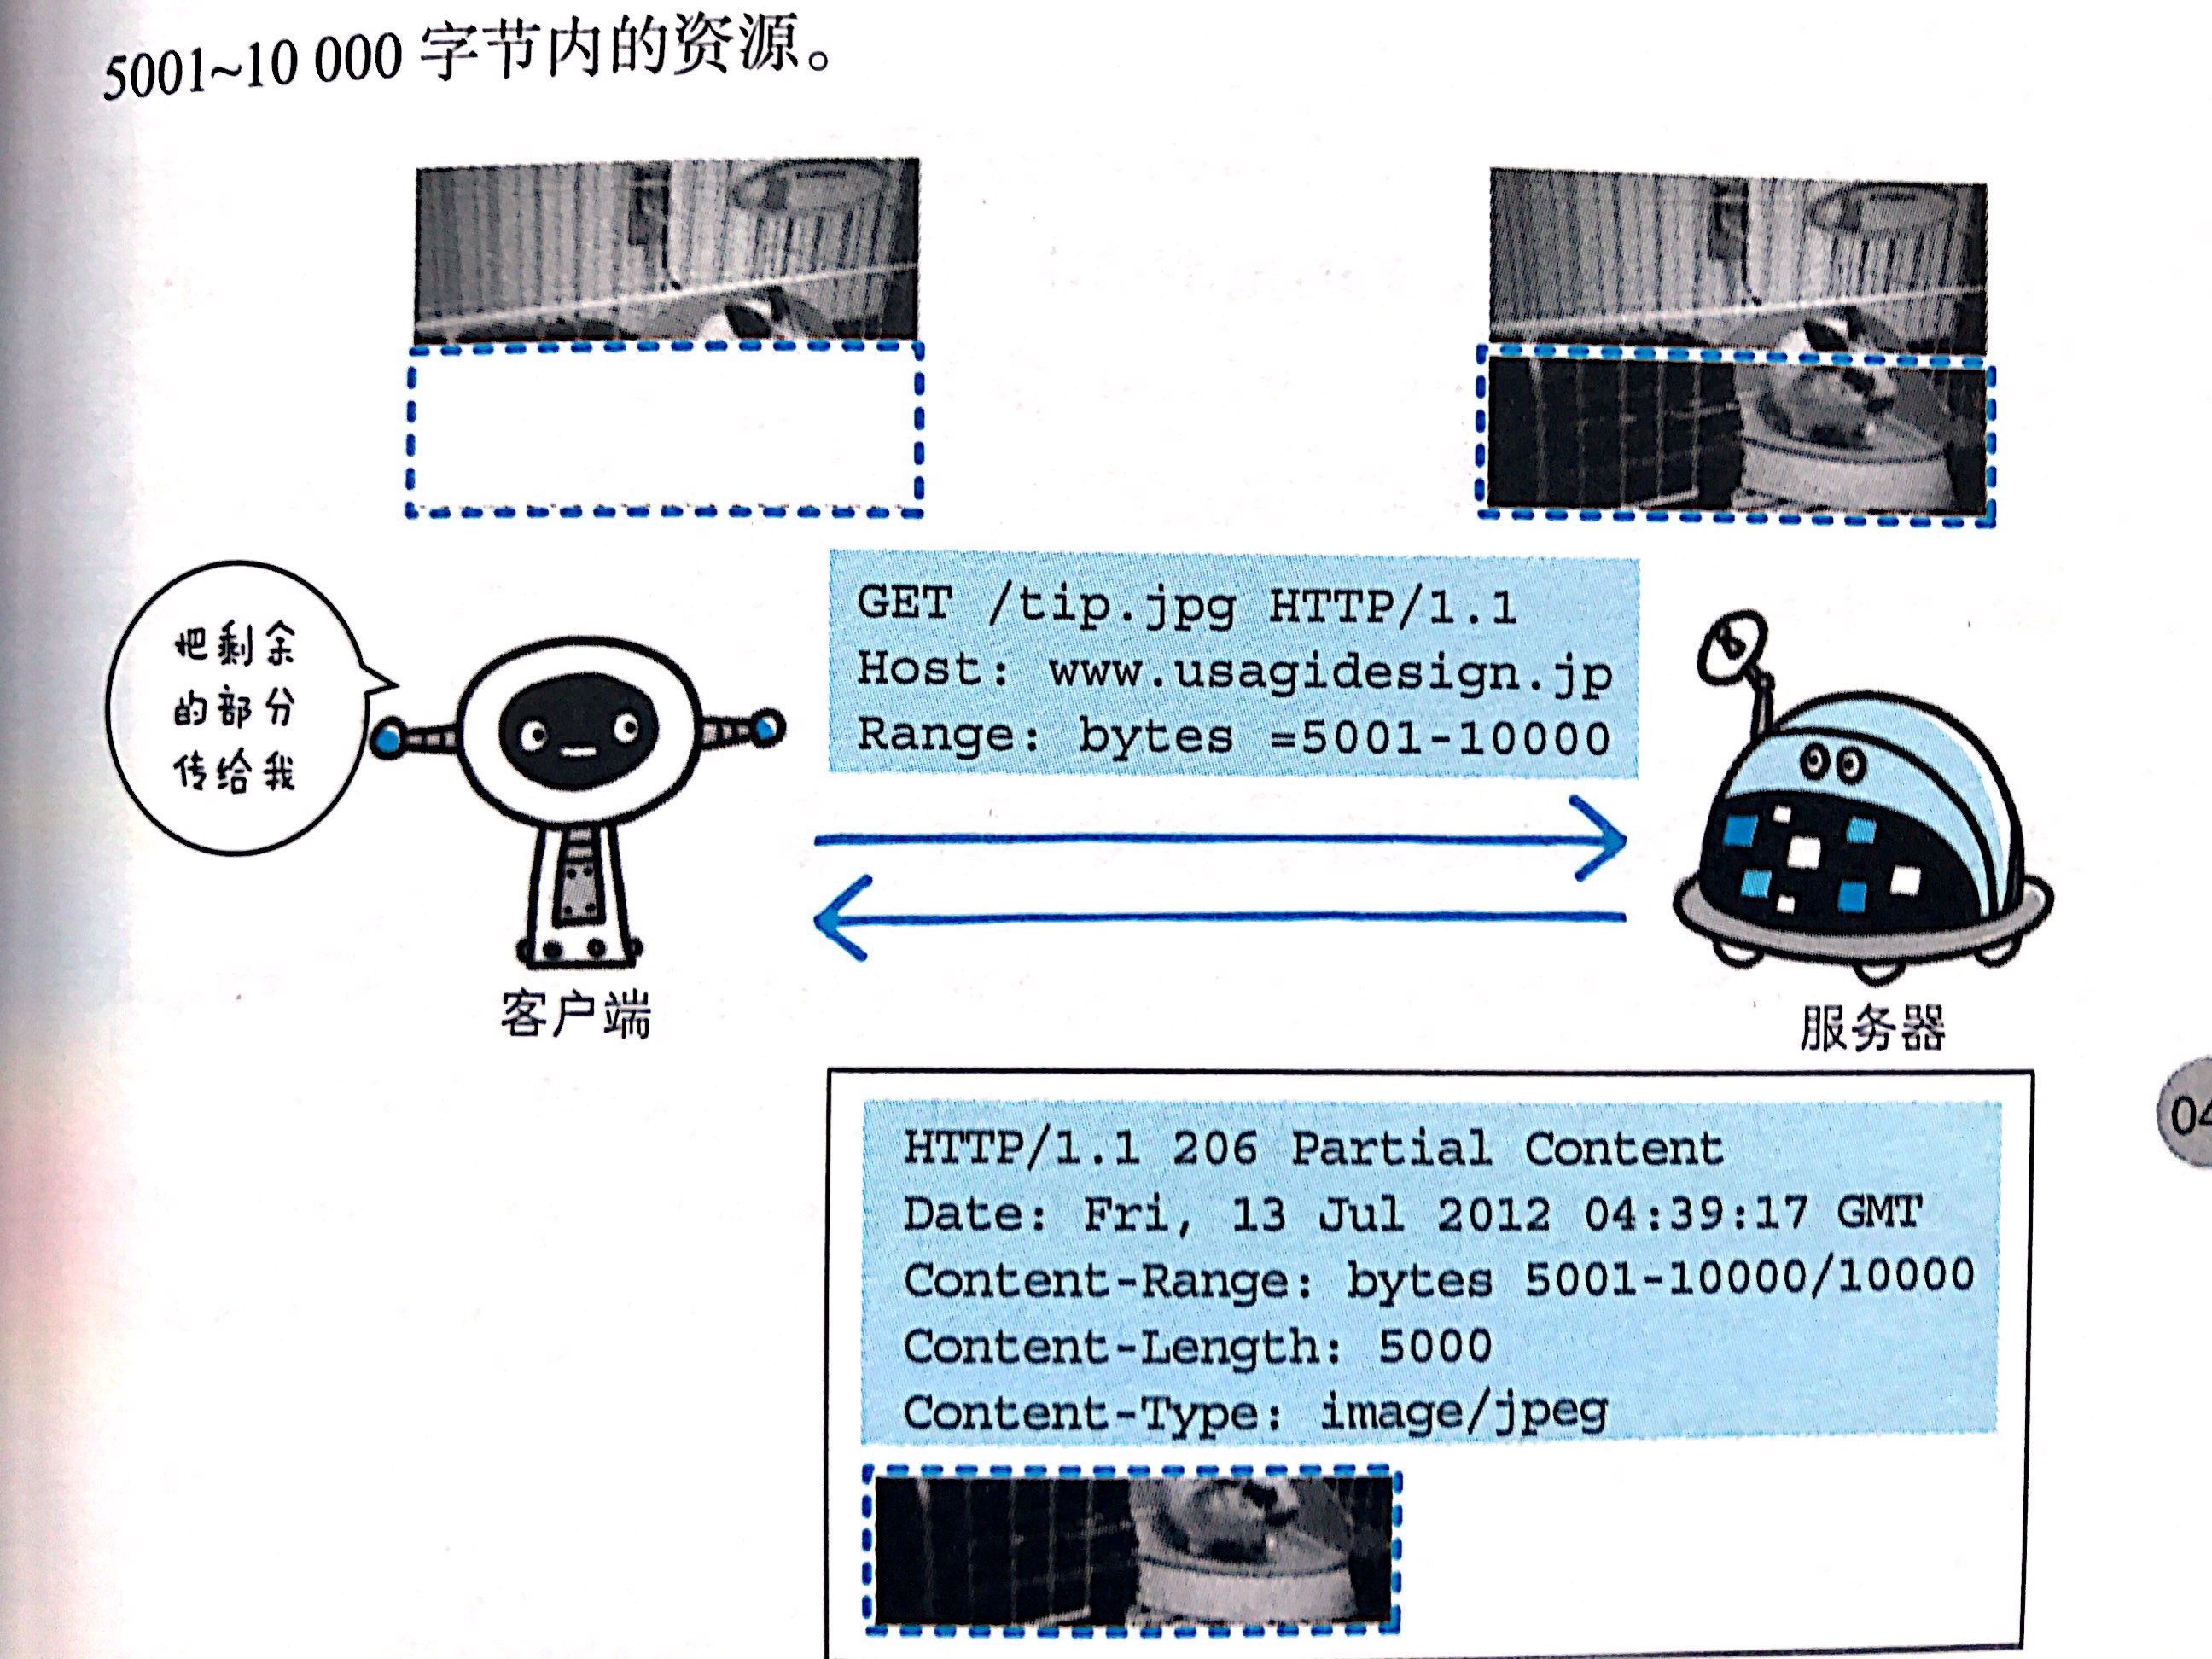 5001~10 000 字节内的资源。
把剩余
的部分
传给我
GET /tip.jpg HTTP/1.1
Host: www.usagidesign.jp
Range: bytes =5001-10000
客户端
服务器
04
HTTP/1.1 206 Partial Content
Date: Fri, 13 Jul 2012 04:39:17 GMT
Content-Range: bytes 5001-10000/10000
Content-Length: 5000
Content-Type: image/jpeg